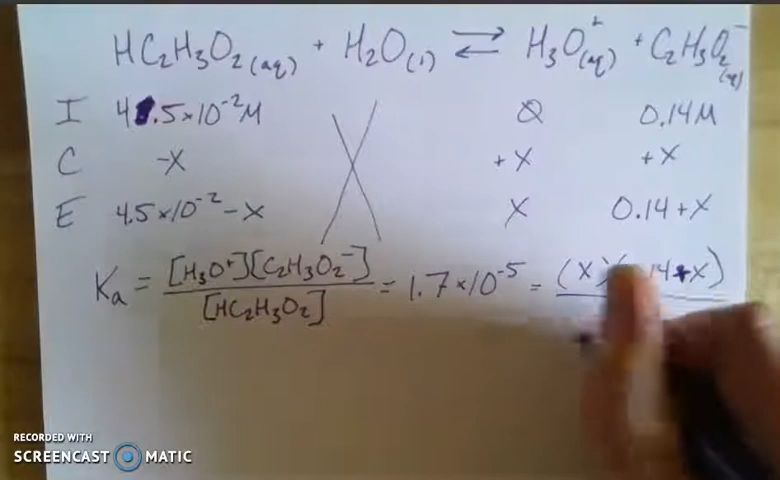 HC₂H₃O₂(aq) + H₂O(l) ⇌ H₃O⁺(aq) + C₂H₃O₂⁻(aq)
I 4.5×10⁻²M 0 0.14M
C -X +X +X
E 4.5×10⁻²-X X 0.14+X
Ka = [H₃O⁺][C₂H₃O₂⁻] / [HC₂H₃O₂] = 1.7×10⁻⁵ = (X)( .14+X)
RECORDED WITH
SCREENCAST MATIC